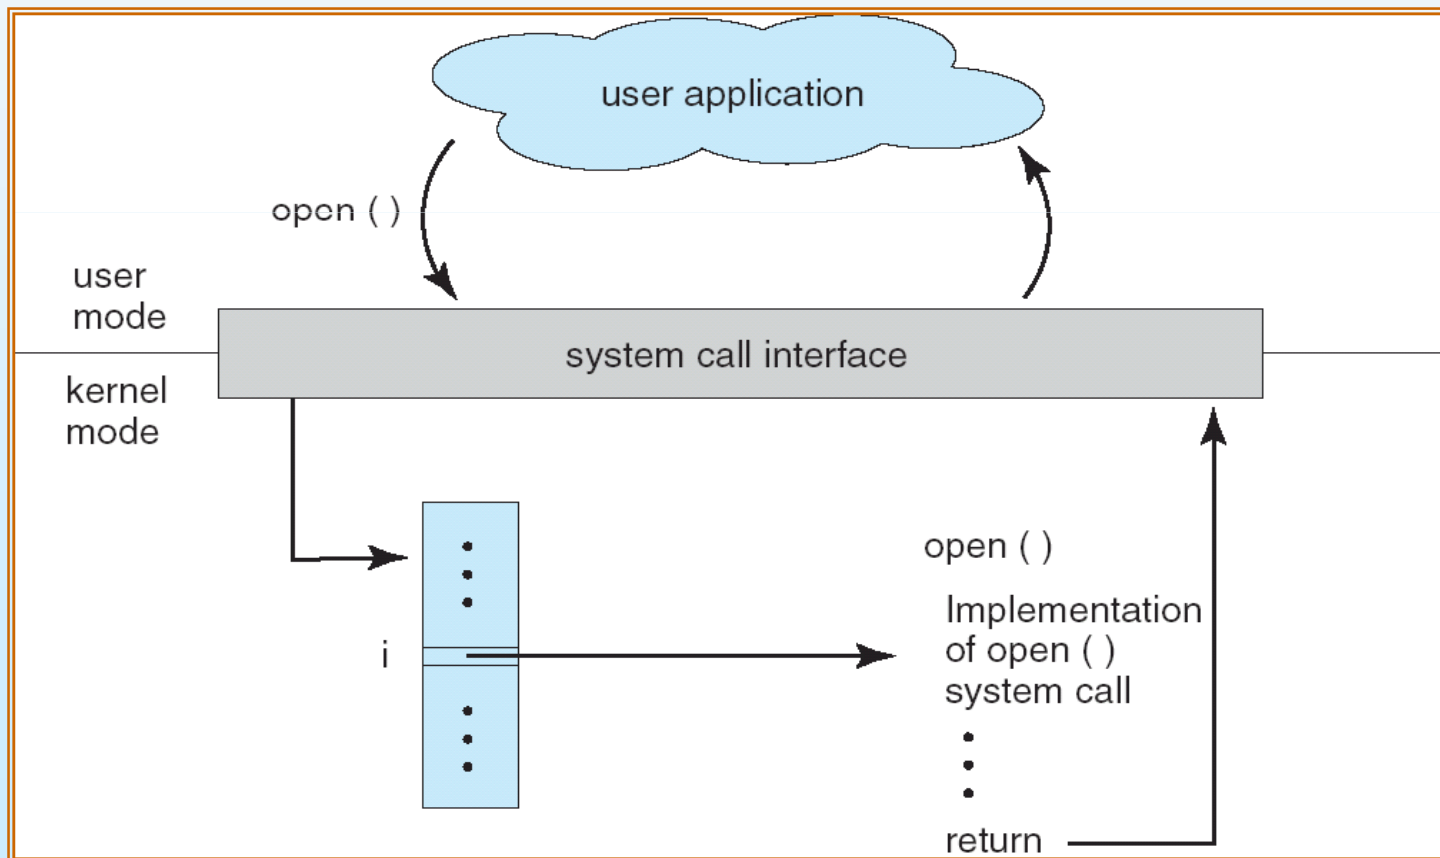 user application
open ( )
user
mode
system call interface
kernel
mode
open ( )
Implementation
i
of open ( )
system call
return